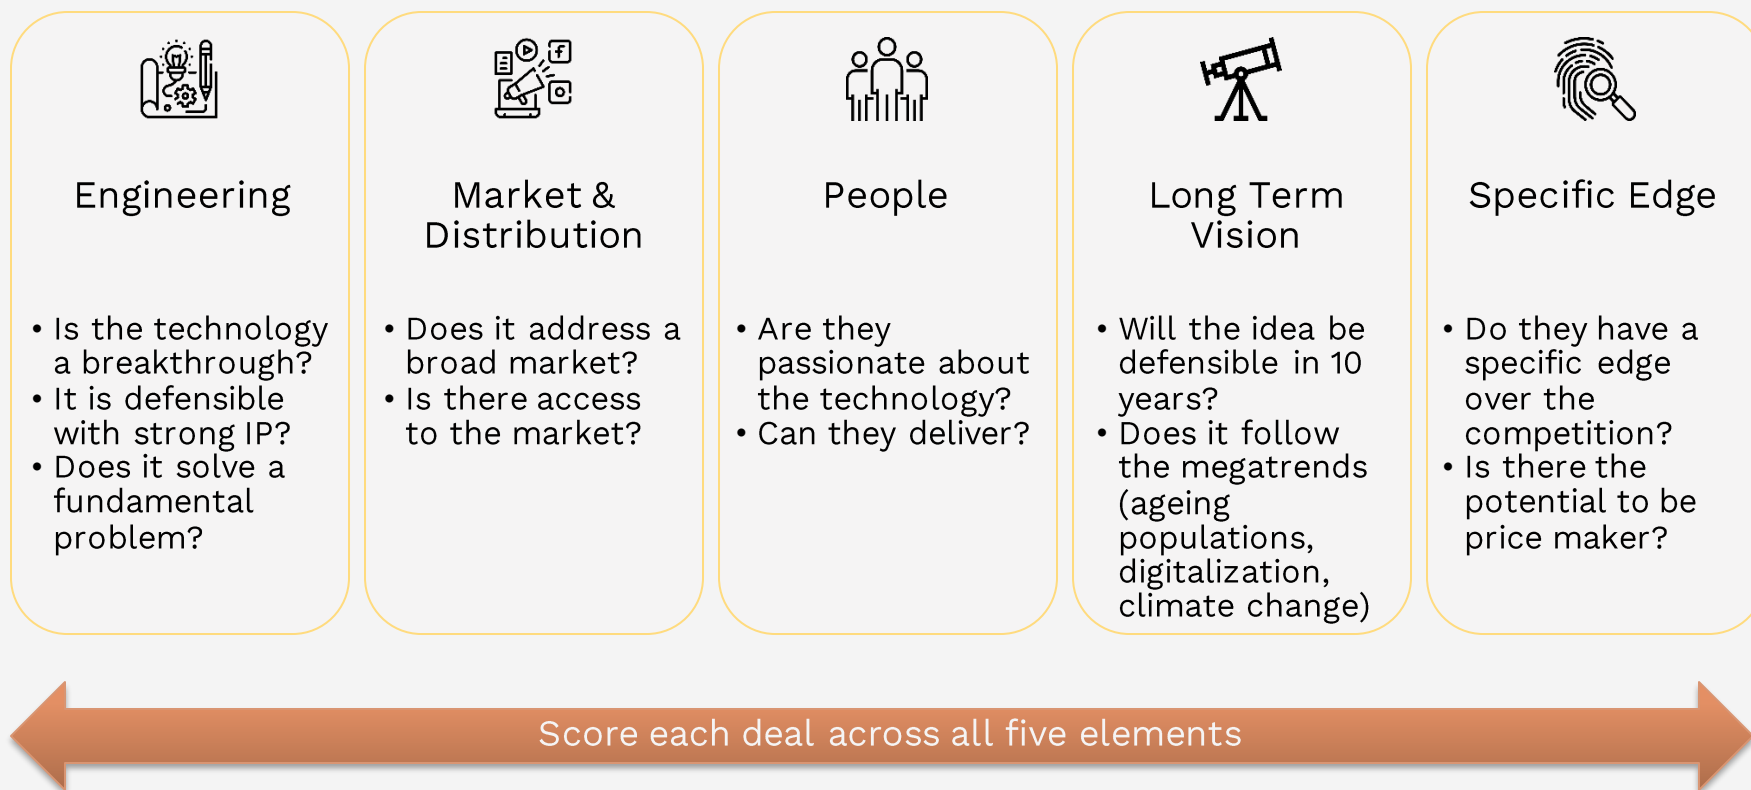 Engineering
• Is the technology
a breakthrough?
• It is defensible
with strong IP?
• Does it solve a
fundamental
problem?
Market &
Distribution
• Does it address a
broad market?
• Is there access
to the market?
People
• Are they
passionate about
the technology?
• Can they deliver?
Long Term
Vision
• Will the idea be
defensible in 10
years?
• Does it follow
the megatrends
(ageing
populations,
digitalization,
climate change)
Specific Edge
• Do they have a
specific edge
over the
competition?
• Is there the
potential to be
price maker?
Score each deal across all five elements